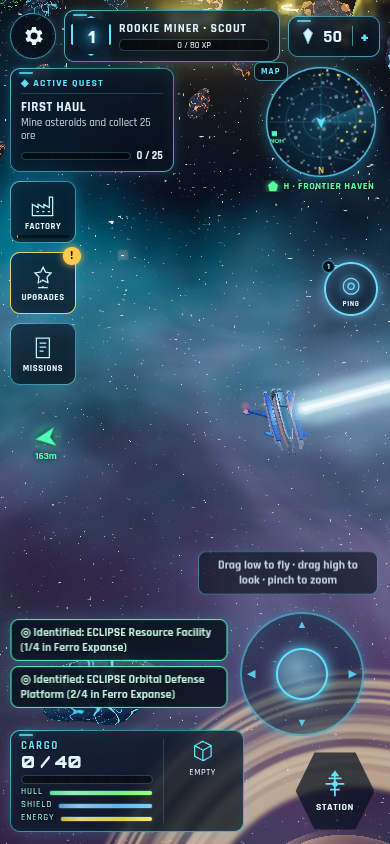 1
ROOKIE MINER · SCOUT
0 / 80 XP
50
+
MAP
ACTIVE QUEST
FIRST HAUL
Mine asteroids and collect 25
ore
0 / 25
N
H · FRONTIER HAVEN
FACTORY
!
UPGRADES
MISSIONS
1
PING
163m
Drag low to fly · drag high to
look · pinch to zoom
◎ Identified: ECLIPSE Resource Facility
(1/4 in Ferro Expanse)
◎ Identified: ECLIPSE Orbital Defense
Platform (2/4 in Ferro Expanse)
CARGO
0 / 40
HULL
SHIELD
ENERGY
EMPTY
STATION